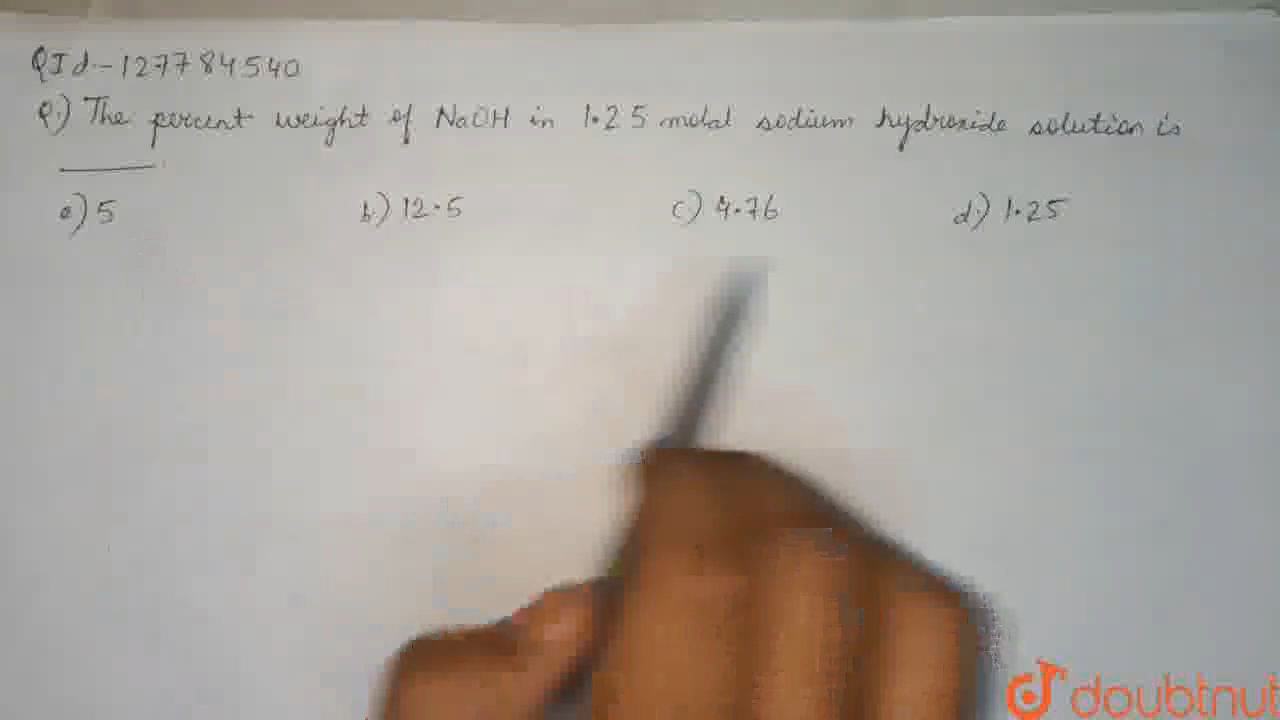 QId-127784540
Q.) The percent weight of NaOH in 1.25 molal sodium hydroxide solution is
______.
a) 5 b.) 12.5 c) 4.76 d.) 1.25
doubtnut